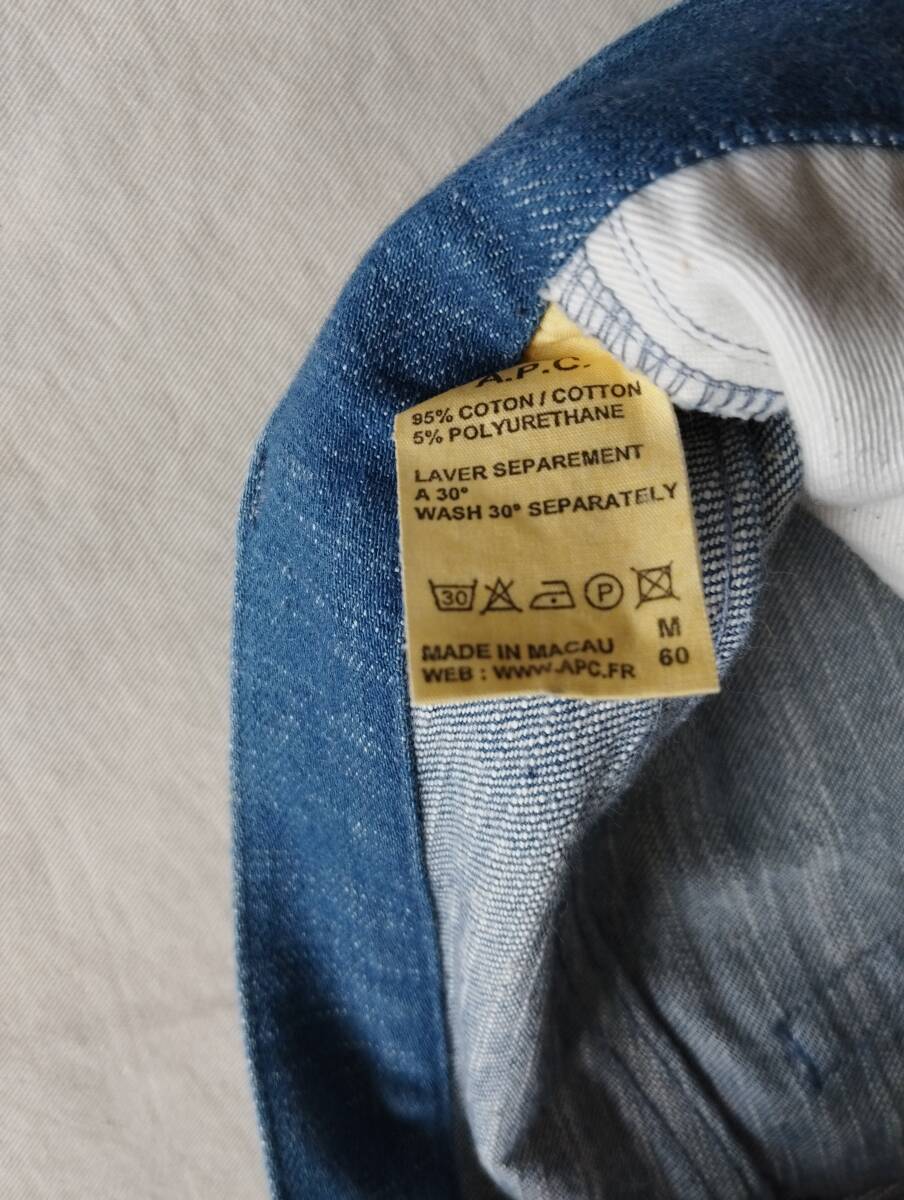 A.P.C.
95% COTON / COTTON
5% POLYURETHANE
LAVER SEPAREMENT
A 30°
WASH 30° SEPARATELY
30 P
M
MADE IN MACAU
60
WEB : WWW.APC.FR